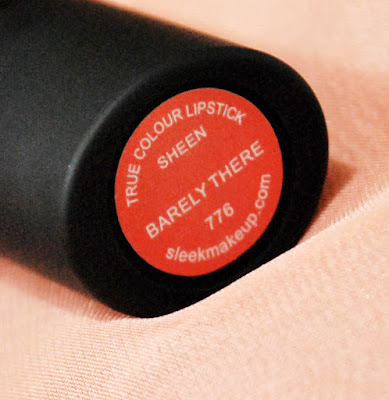 TRUE COLOUR LIPSTICK
SHEEN
BARELY THERE
776
sleekmakeup.com